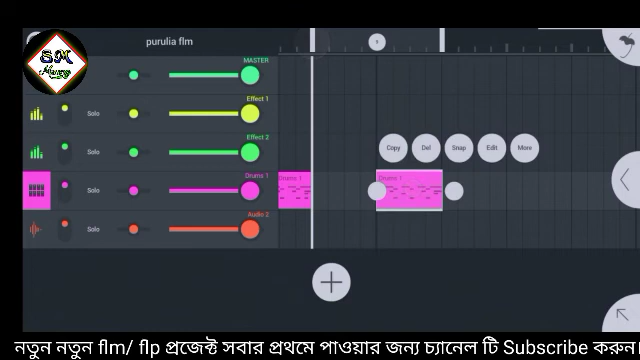 purulia flm
SM
MASTER
Effect 1
Solo
Effect 2
Solo
Copy Del Snap Edit More
Drums 1
Solo
Drums 1
Drums 1
Audio 2
Solo
নতুন নতুন flm/ flp প্রজেক্ট সবার প্রথমে পাওয়ার জন্য চ্যানেল টি Subscribe করুন